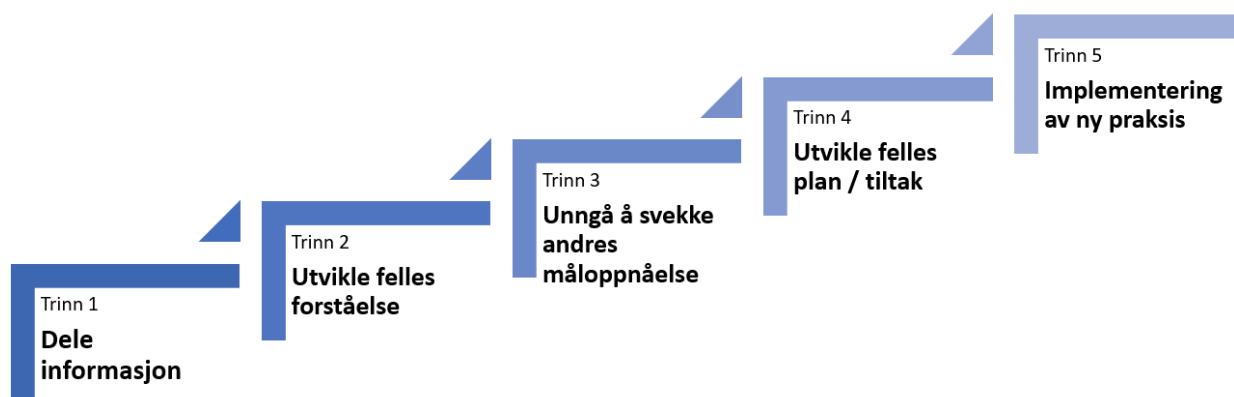 Trinn 1
Dele
informasjon
Trinn 2
Utvikle felles
forståelse
Trinn 3
Unngå å svekke
andres
måloppnåelse
Trinn 4
Utvikle felles
plan / tiltak
Trinn 5
Implementering
av ny praksis